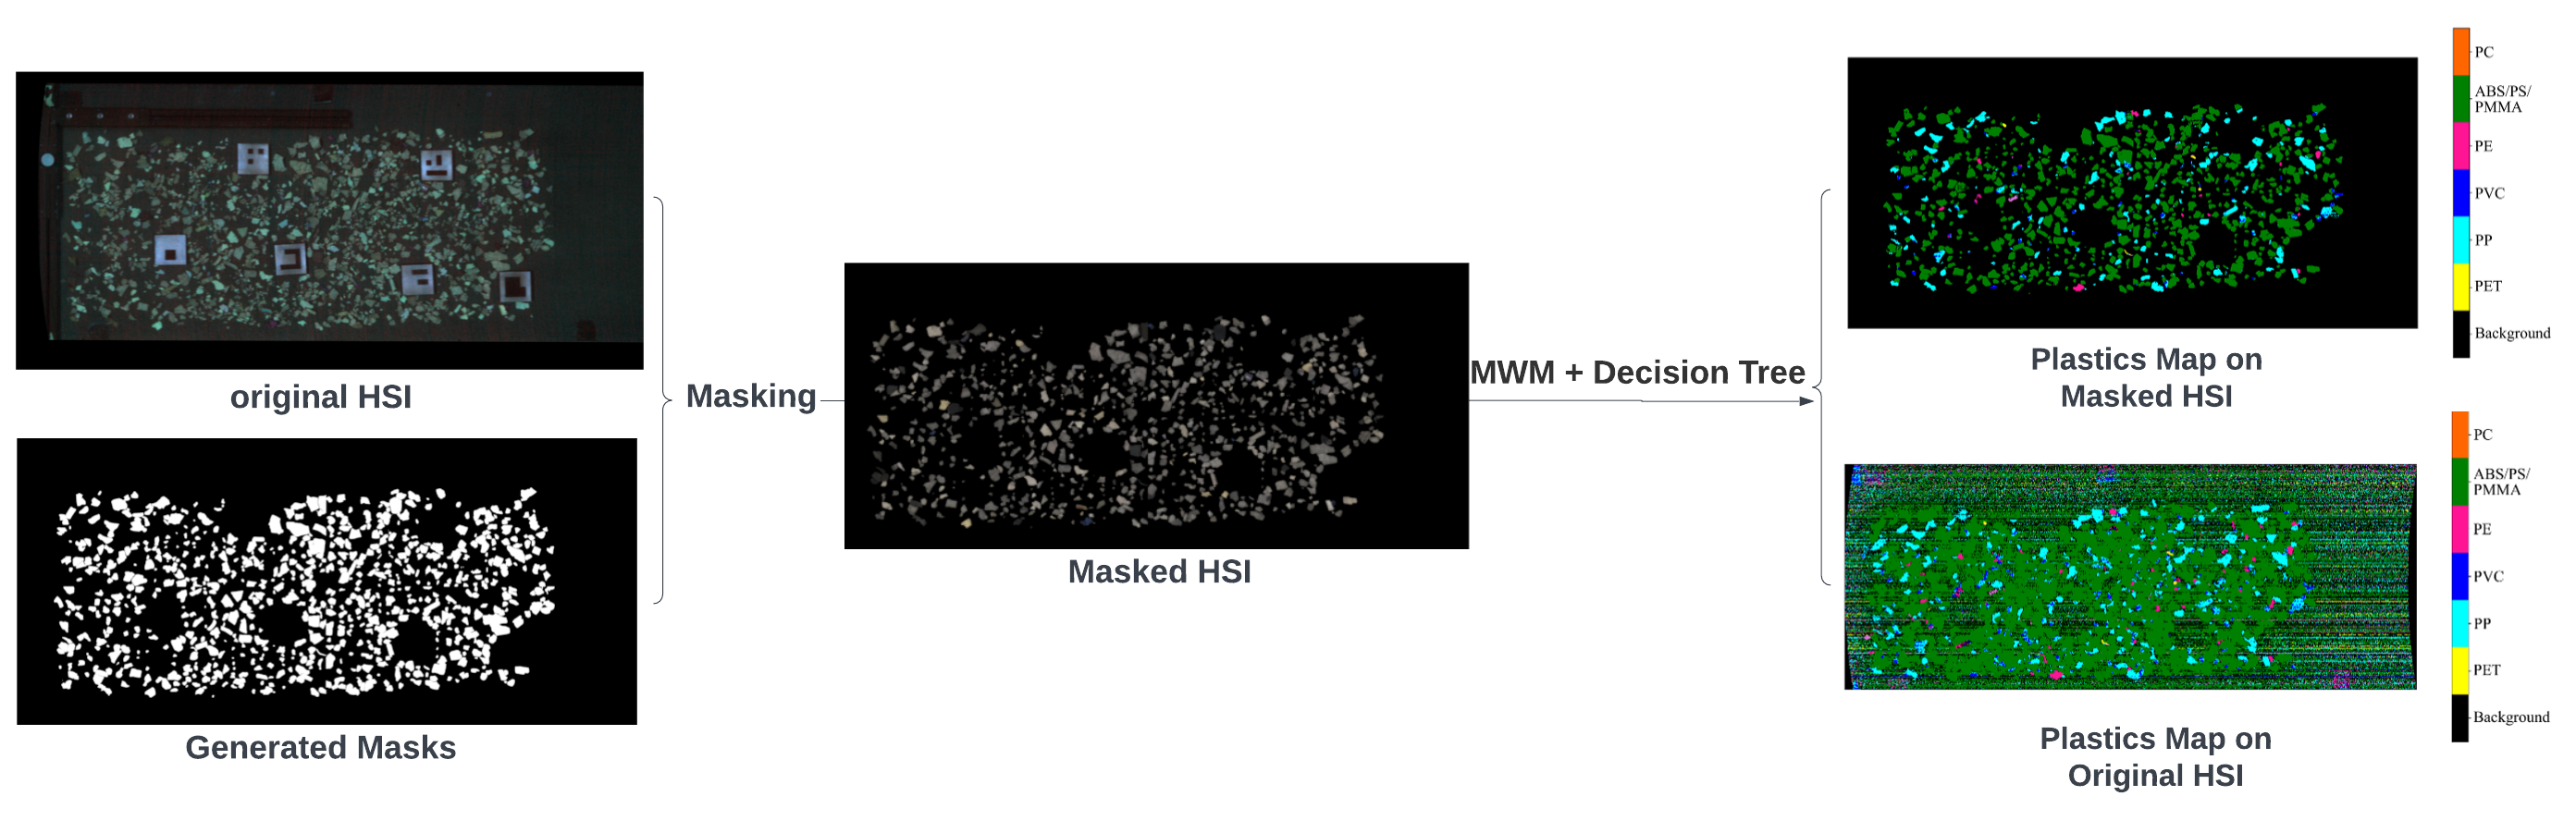 original HSI
Generated Masks
Masking
Masked HSI
MWM + Decision Tree
Plastics Map on
Masked HSI
PC
ABS/PS/
PMMA
PE
PVC
PP
PET
Background
Plastics Map on
Original HSI
PC
ABS/PS/
PMMA
PE
PVC
PP
PET
Background